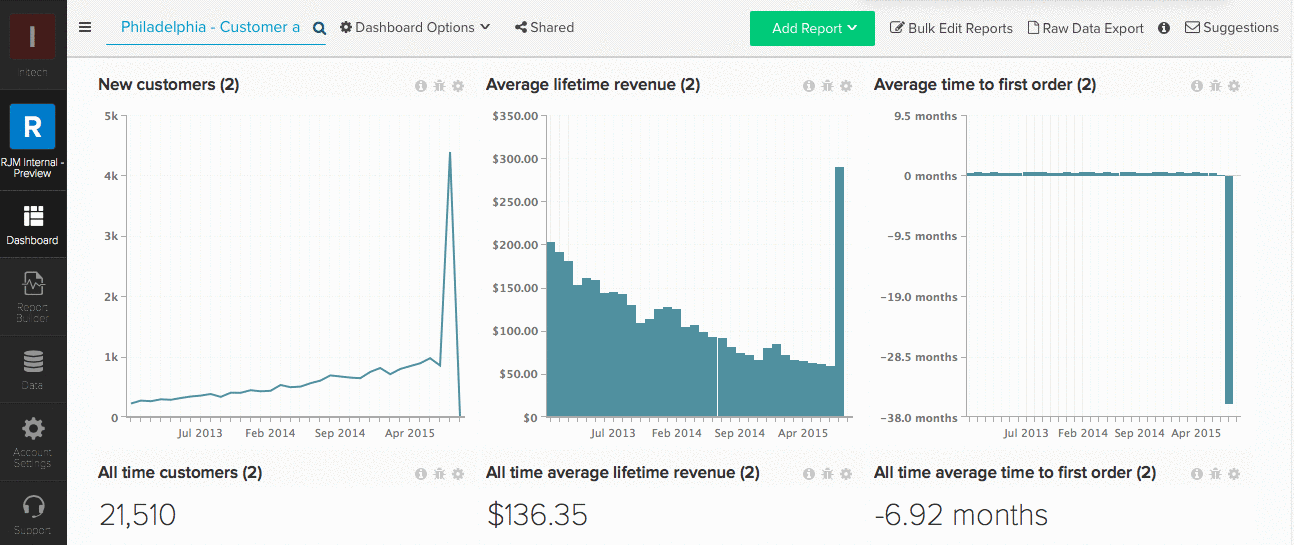 I
Initech
R
RJM Internal -
Preview
Dashboard
Report
Builder
Data
Account
Settings
Support
Philadelphia - Customer a
Dashboard Options
Shared
Add Report
Bulk Edit Reports
Raw Data Export
Suggestions
New customers (2)
5k
4k
3k
2k
1k
0
Jul 2013 Feb 2014 Sep 2014 Apr 2015
Average lifetime revenue (2)
$350.00
$300.00
$250.00
$200.00
$150.00
$100.00
$50.00
$0
Jul 2013 Feb 2014 Sep 2014 Apr 2015
Average time to first order (2)
9.5 months
0 months
−9.5 months
−19.0 months
−28.5 months
−38.0 months
Jul 2013 Feb 2014 Sep 2014 Apr 2015
All time customers (2)
21,510
All time average lifetime revenue (2)
$136.35
All time average time to first order (2)
-6.92 months